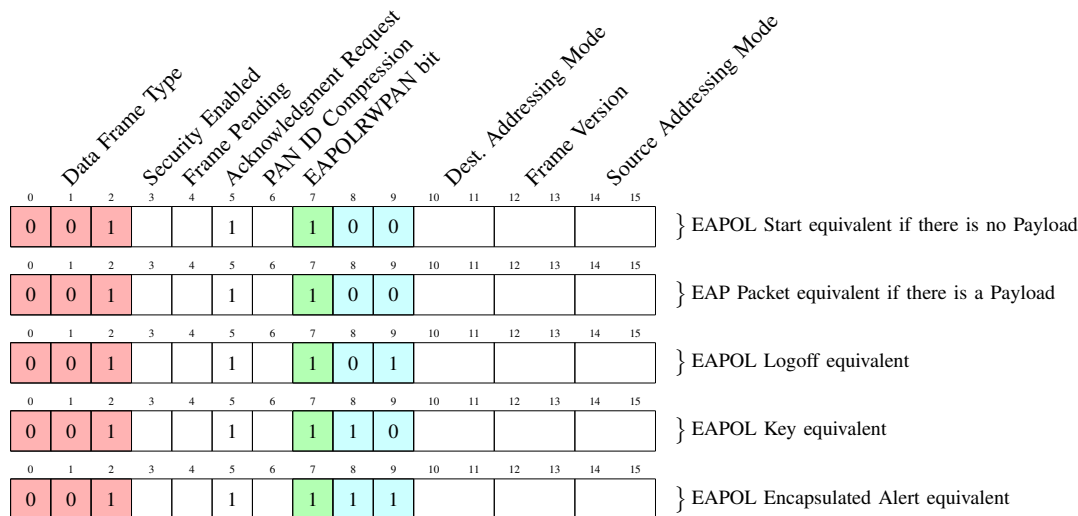 Data Frame Type
Security Enabled
Frame Pending
Acknowledgment Request
PAN ID Compression
EAPOLRWPAN bit
Dest. Addressing Mode
Frame Version
Source Addressing Mode
0 1 2 3 4 5 6 7 8 9 10 11 12 13 14 15
0 0 1 1 1 0 0 } EAPOL Start equivalent if there is no Payload
0 1 2 3 4 5 6 7 8 9 10 11 12 13 14 15
0 0 1 1 1 0 0 } EAP Packet equivalent if there is a Payload
0 1 2 3 4 5 6 7 8 9 10 11 12 13 14 15
0 0 1 1 1 0 1 } EAPOL Logoff equivalent
0 1 2 3 4 5 6 7 8 9 10 11 12 13 14 15
0 0 1 1 1 1 0 } EAPOL Key equivalent
0 1 2 3 4 5 6 7 8 9 10 11 12 13 14 15
0 0 1 1 1 1 1 } EAPOL Encapsulated Alert equivalent